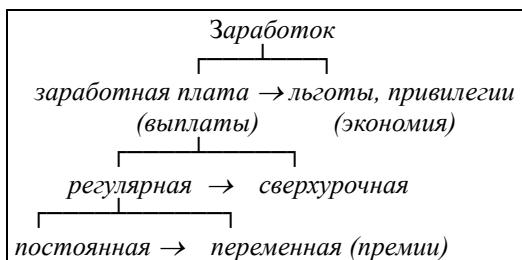 Заработок
заработная плата → льготы, привилегии
(выплаты) (экономия)
регулярная → сверхурочная
постоянная → переменная (премии)